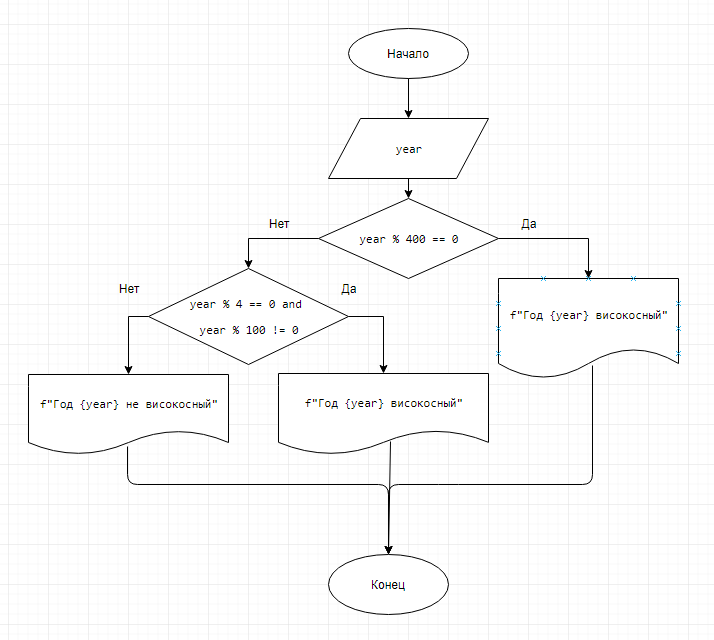 Начало
year
Нет
Да
year % 400 == 0
Нет
Да
year % 4 == 0 and
year % 100 != 0
f"Год {year} високосный"
f"Год {year} не високосный"
f"Год {year} високосный"
Конец